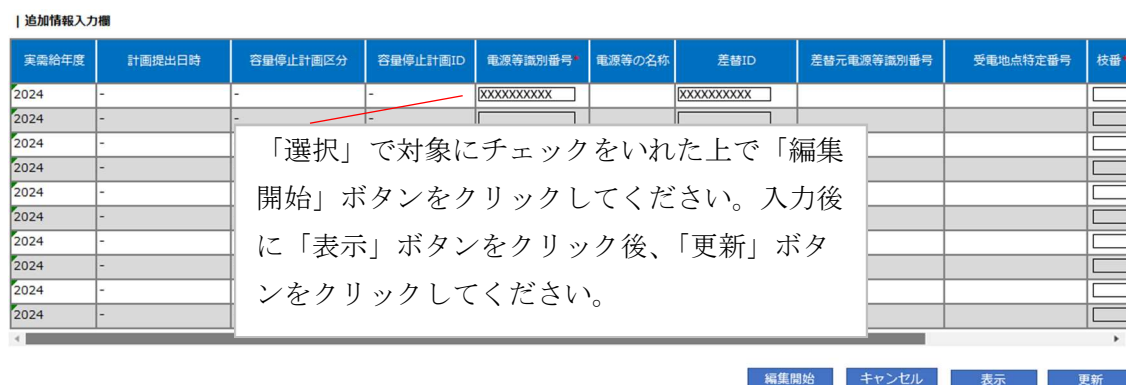 | 追加情報入力欄
実需給年度 計画提出日時 容量停止計画区分 容量停止計画ID 電源等識別番号* 電源等の名称 差替ID 差替元電源等識別番号 受電地点特定番号 枝番*
2024 - - - XXXXXXXXXX XXXXXXXXXX
2024 - - -
2024 -
2024 -
2024 -
2024 -
2024 -
2024 -
2024 -
2024 -
「選択」で対象にチェックをいれた上で「編集
開始」ボタンをクリックしてください。入力後
に「表示」ボタンをクリック後、「更新」ボタ
ンをクリックしてください。
編集開始 キャンセル 表示 更新